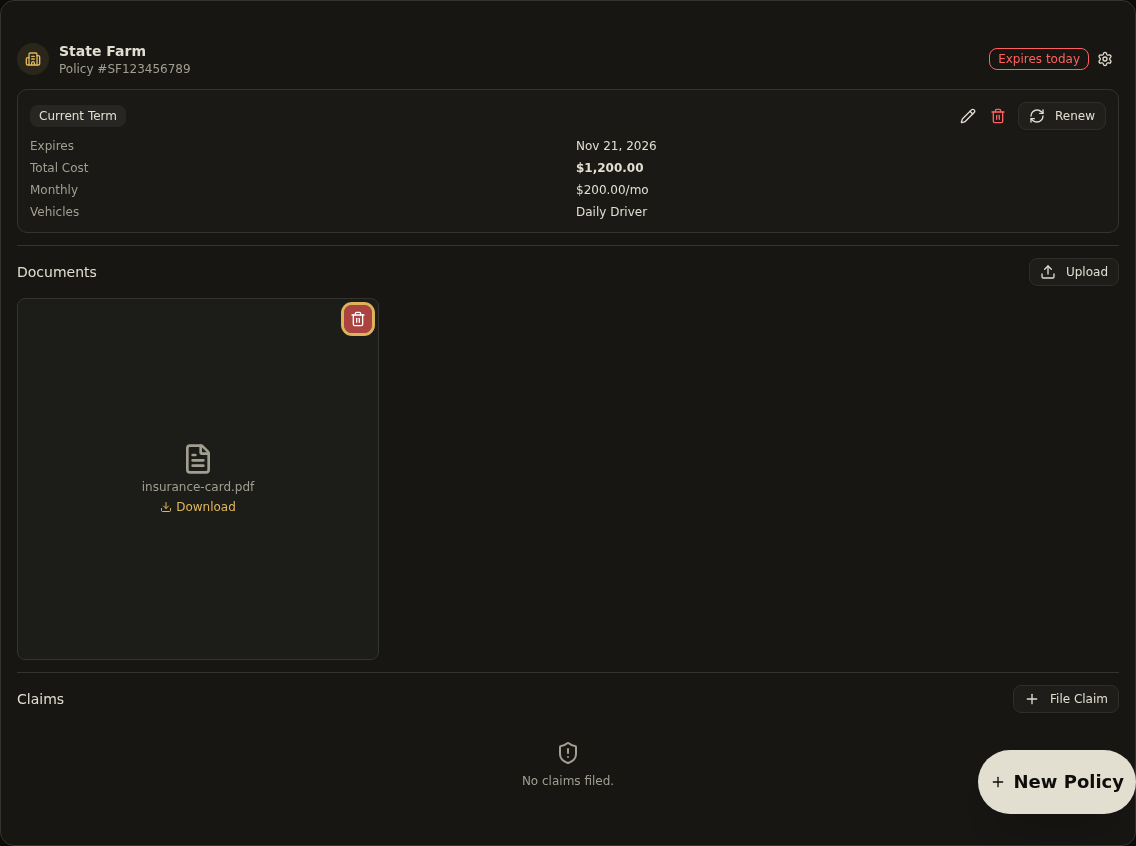 State Farm
Policy #SF123456789
Expires today
Current Term
Renew
Expires
Nov 21, 2026
Total Cost
$1,200.00
Monthly
$200.00/mo
Vehicles
Daily Driver
Documents
Upload
insurance-card.pdf
Download
Claims
File Claim
No claims filed.
+ New Policy